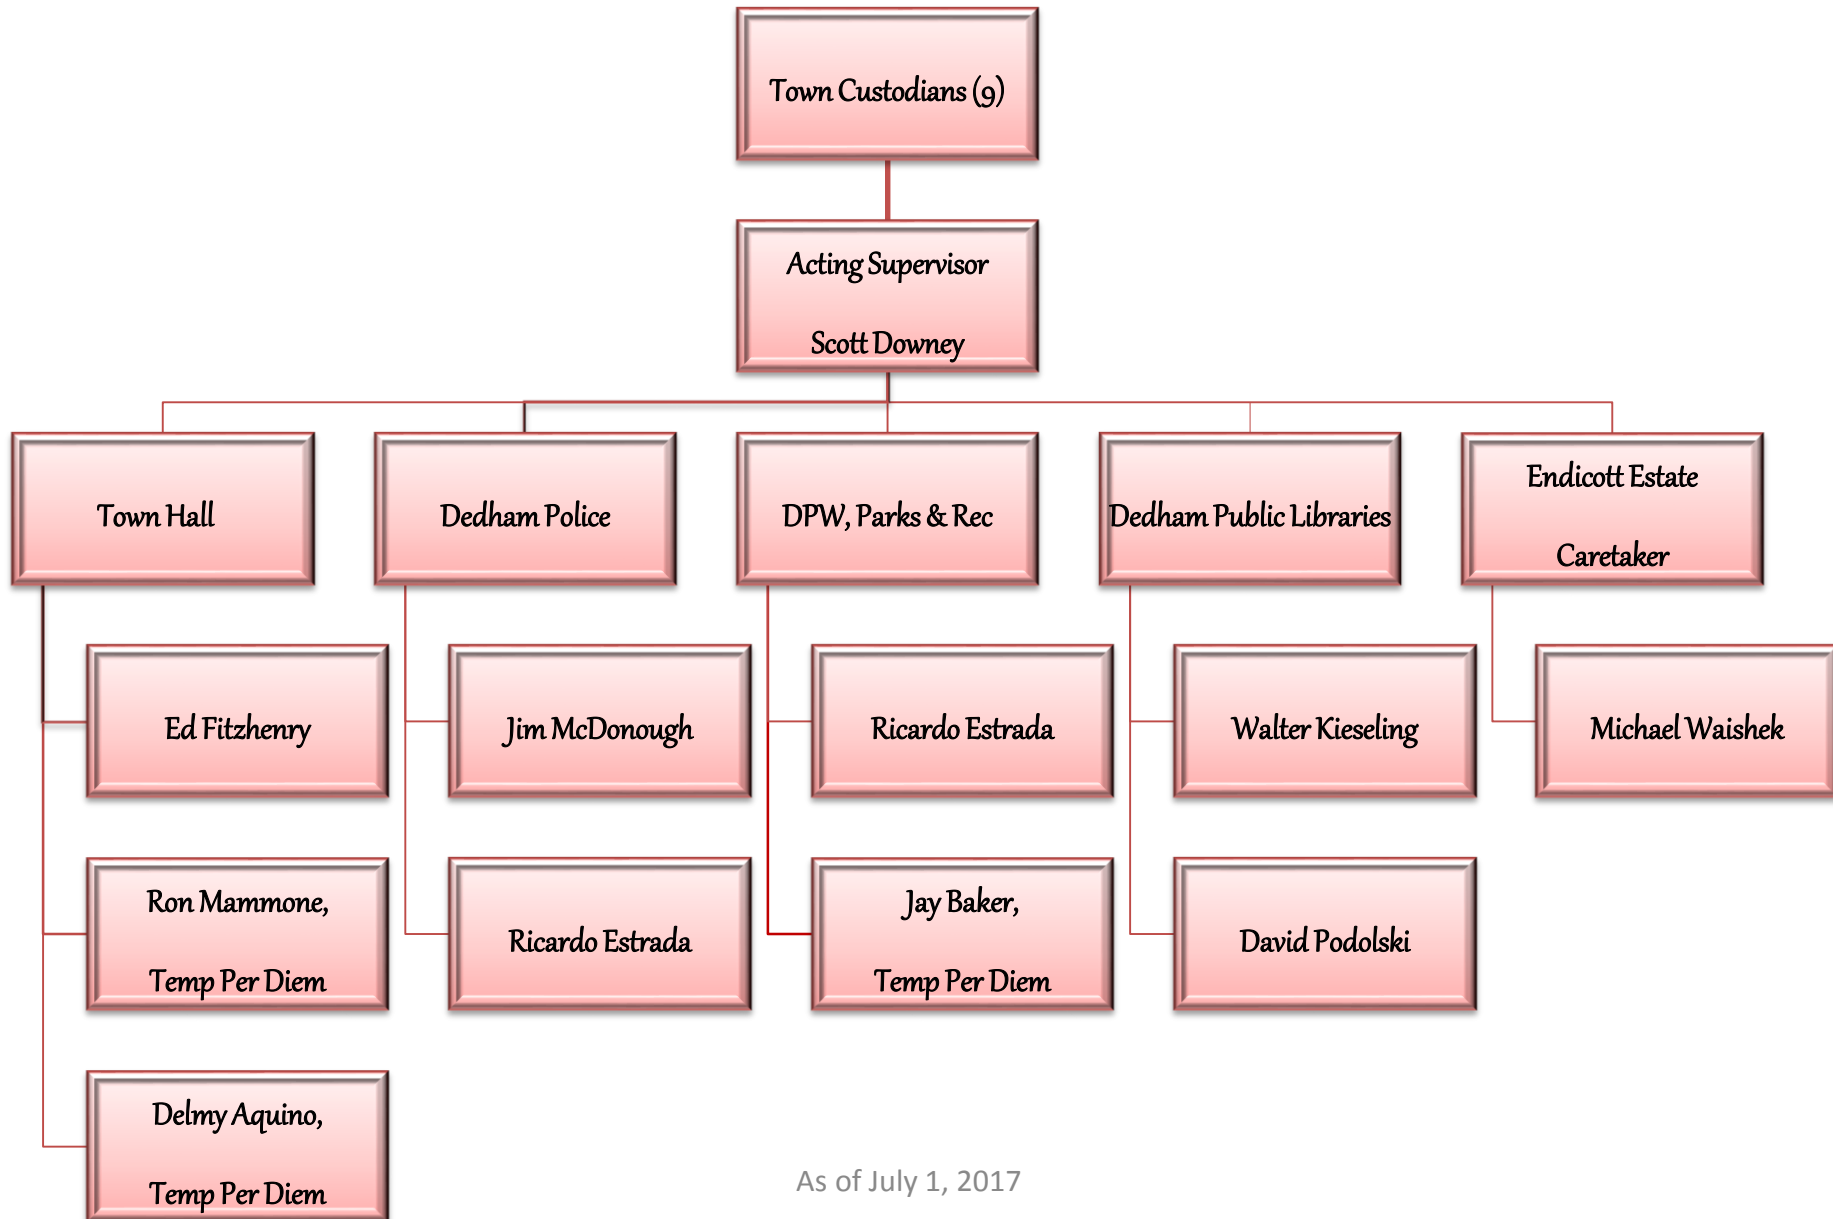 Town Custodians (9)
Acting Supervisor
Scott Downey
Town Hall
Dedham Police
DPW, Parks & Rec
Dedham Public Libraries
Endicott Estate
Caretaker
Ed Fitzhenry
Jim McDonough
Ricardo Estrada
Walter Kieseling
Michael Waishek
Ron Mammone,
Temp Per Diem
Ricardo Estrada
Jay Baker,
Temp Per Diem
David Podolski
Delmy Aquino,
Temp Per Diem
As of July 1, 2017